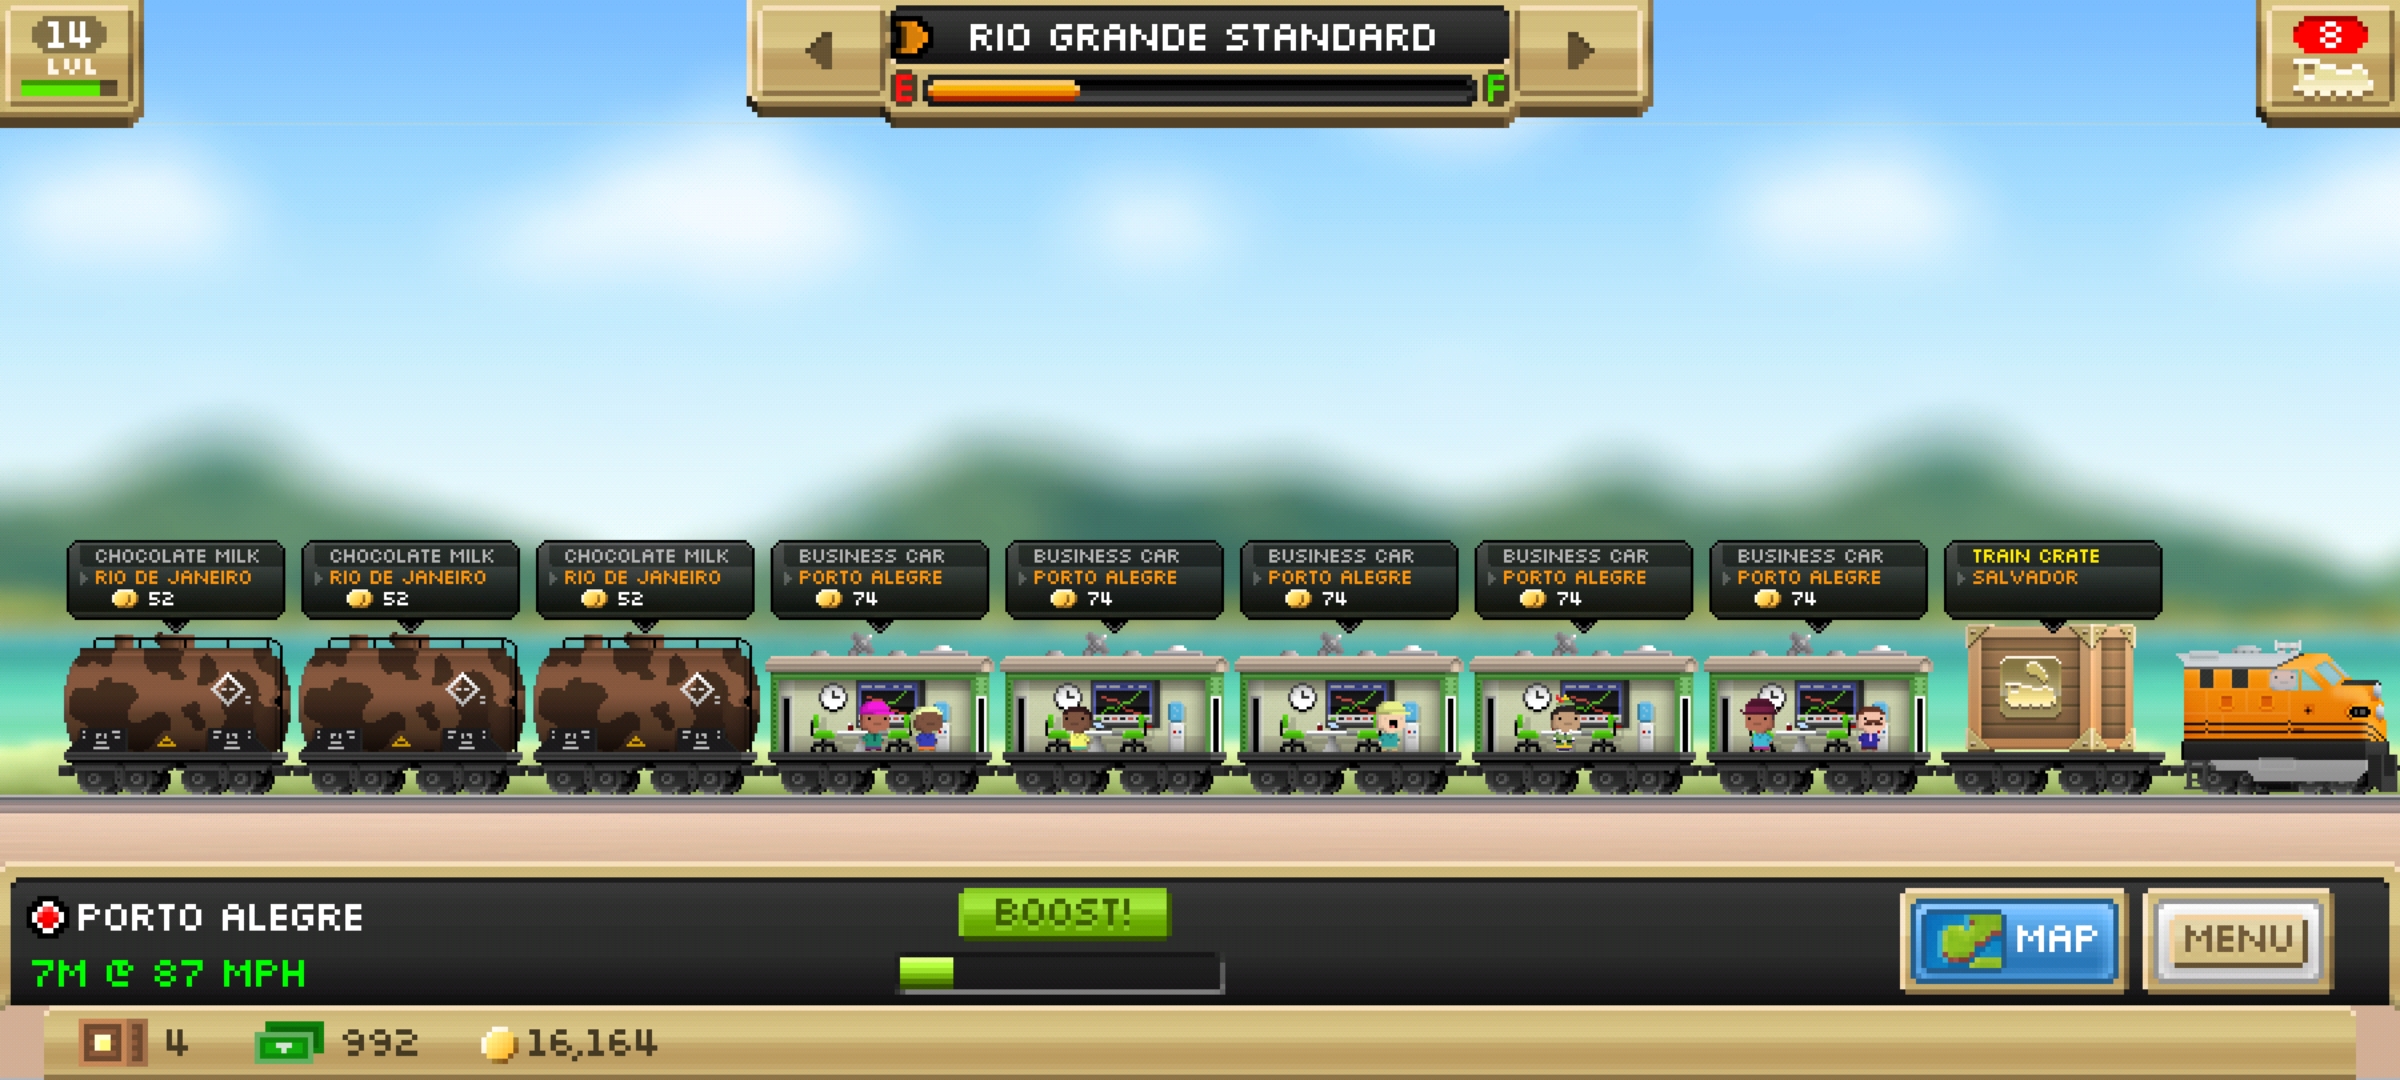 14
LVL
RIO GRANDE STANDARD
E F
8
CHOCOLATE MILK
RIO DE JANEIRO
52
CHOCOLATE MILK
RIO DE JANEIRO
52
CHOCOLATE MILK
RIO DE JANEIRO
52
BUSINESS CAR
PORTO ALEGRE
74
BUSINESS CAR
PORTO ALEGRE
74
BUSINESS CAR
PORTO ALEGRE
74
BUSINESS CAR
PORTO ALEGRE
74
BUSINESS CAR
PORTO ALEGRE
74
TRAIN CRATE
SALVADOR
PORTO ALEGRE
7M @ 87 MPH
BOOST!
MAP
MENU
4
992
16,164